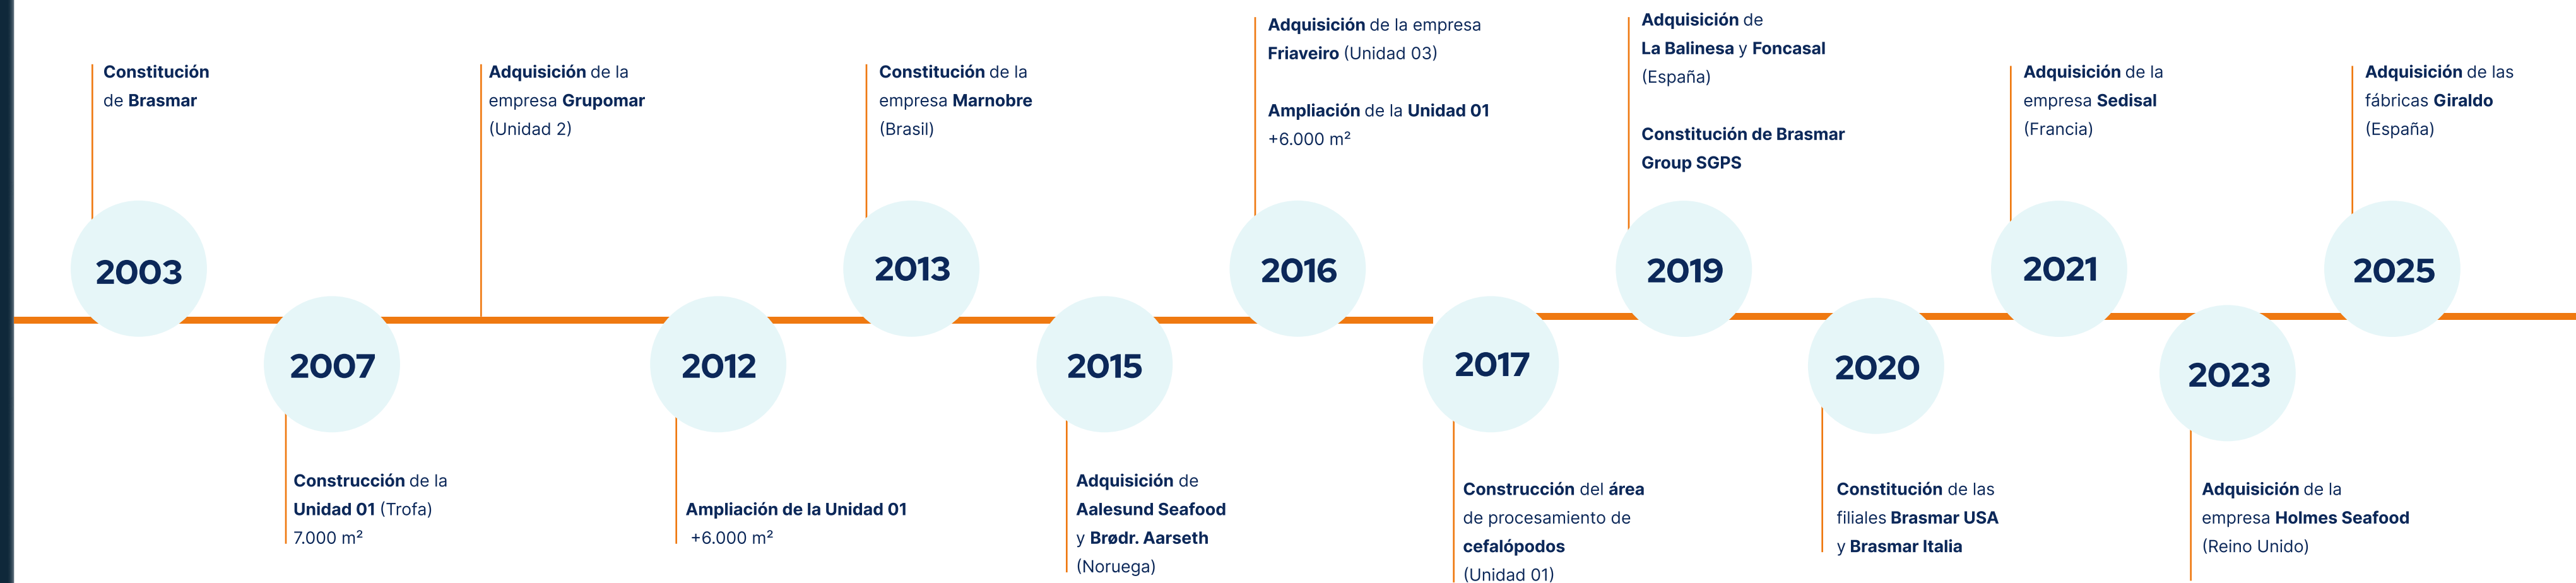 2003
Constitución
de Brasmar
2007
Construcción de la
Unidad 01 (Trofa)
7.000 m²
Adquisición de la
empresa Grupomar
(Unidad 2)
2012
Ampliación de la Unidad 01
+6.000 m²
2013
Constitución de la
empresa Marnobre
(Brasil)
2015
Adquisición de
Aalesund Seafood
y Brødr. Aarseth
(Noruega)
2016
Adquisición de la empresa
Friaveiro (Unidad 03)
Ampliación de la Unidad 01
+6.000 m²
2017
Construcción del área
de procesamiento de
cefalópodos
(Unidad 01)
2019
Adquisición de
La Balinesa y Foncasal
(España)
Constitución de Brasmar
Group SGPS
2020
Constitución de las
filiales Brasmar USA
y Brasmar Italia
2021
Adquisición de la
empresa Sedisal
(Francia)
2023
Adquisición de la
empresa Holmes Seafood
(Reino Unido)
2025
Adquisición de las
fábricas Giraldo
(España)